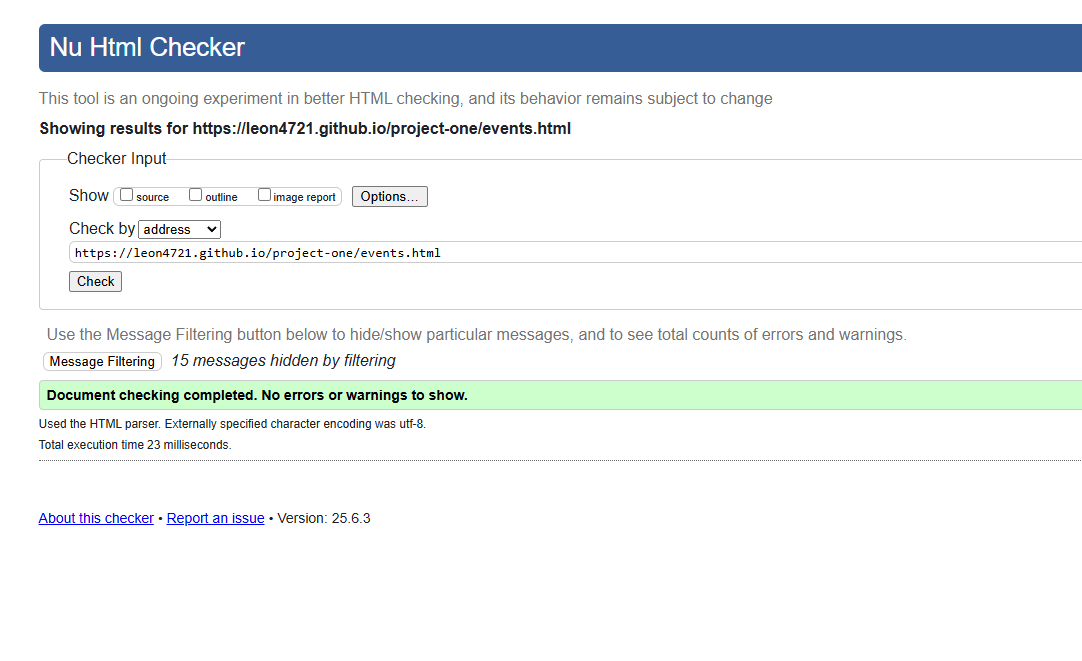 Nu Html Checker
This tool is an ongoing experiment in better HTML checking, and its behavior remains subject to change
Showing results for https://leon4721.github.io/project-one/events.html
Checker Input
Show source outline image report Options...
Check by address
https://leon4721.github.io/project-one/events.html
Check
Use the Message Filtering button below to hide/show particular messages, and to see total counts of errors and warnings.
Message Filtering 15 messages hidden by filtering
Document checking completed. No errors or warnings to show.
Used the HTML parser. Externally specified character encoding was utf-8.
Total execution time 23 milliseconds.
About this checker • Report an issue • Version: 25.6.3